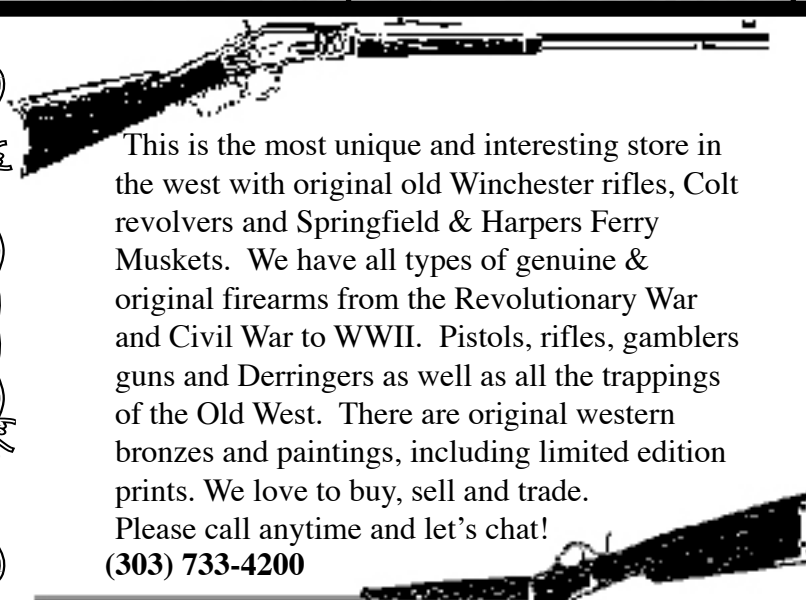 This is the most unique and interesting store in
the west with original old Winchester rifles, Colt
revolvers and Springfield & Harpers Ferry
Muskets.  We have all types of genuine &
original firearms from the Revolutionary War
and Civil War to WWII.  Pistols, rifles, gamblers
guns and Derringers as well as all the trappings
of the Old West.  There are original western
bronzes and paintings, including limited edition
prints. We love to buy, sell and trade.
Please call anytime and let’s chat!
(303) 733-4200